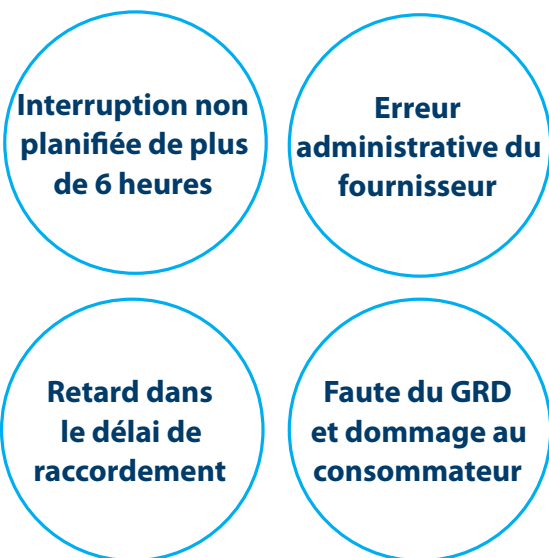 Interruption non
planifiée de plus
de 6 heures
Erreur
administrative du
fournisseur
Retard dans
le délai de
raccordement
Faute du GRD
et dommage au
consommateur